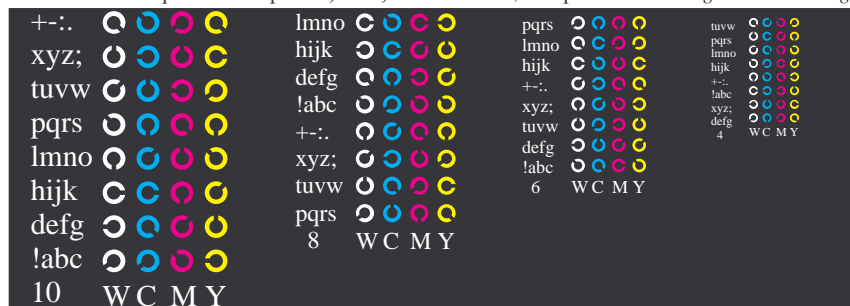 +-:.
xyz;
tuvw
pqrs
lmno
hijk
defg
!abc
10 W C M Y
lmno
hijk
defg
!abc
+-:.
xyz;
tuvw
pqrs
8 W C M Y
pqrs
lmno
hijk
+-:.
xyz;
tuvw
defg
!abc
6 W C M Y
tuvw
pqrs
lmno
hijk
+-:.
!abc
xyz;
defg
4 W C M Y